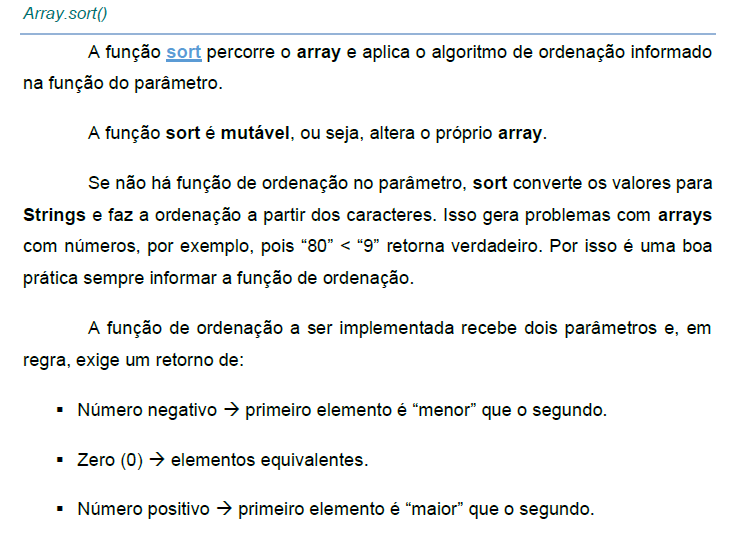 Array.sort()
A função sort percorre o array e aplica o algoritmo de ordenação informado
na função do parâmetro.
A função sort é mutável, ou seja, altera o próprio array.
Se não há função de ordenação no parâmetro, sort converte os valores para
Strings e faz a ordenação a partir dos caracteres. Isso gera problemas com arrays
com números, por exemplo, pois “80” < “9” retorna verdadeiro. Por isso é uma boa
prática sempre informar a função de ordenação.
A função de ordenação a ser implementada recebe dois parâmetros e, em
regra, exige um retorno de:
▪ Número negativo → primeiro elemento é “menor” que o segundo.
▪ Zero (0) → elementos equivalentes.
▪ Número positivo → primeiro elemento é “maior” que o segundo.